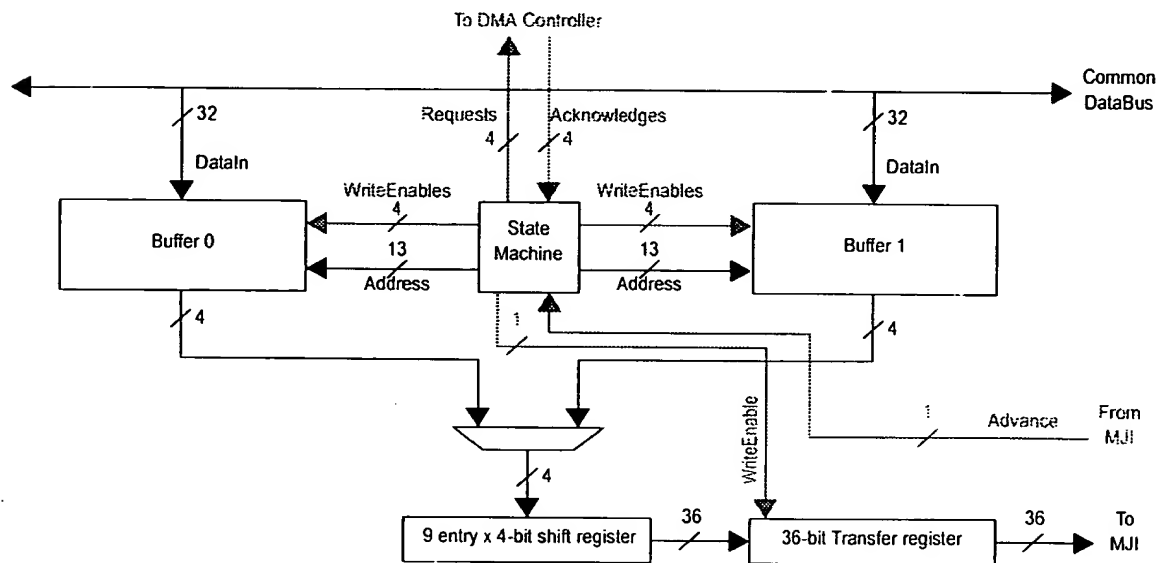 To DMA Controller
Common
DataBus
32
Requests
4
Acknowledges
4
32
DataIn
DataIn
WriteEnables
4
WriteEnables
4
Buffer 0
State
Machine
Buffer 1
13
Address
13
Address
4
1
4
1
Advance
From
MJI
WriteEnable
4
9 entry x 4-bit shift register
36
36-bit Transfer register
36
To
MJI